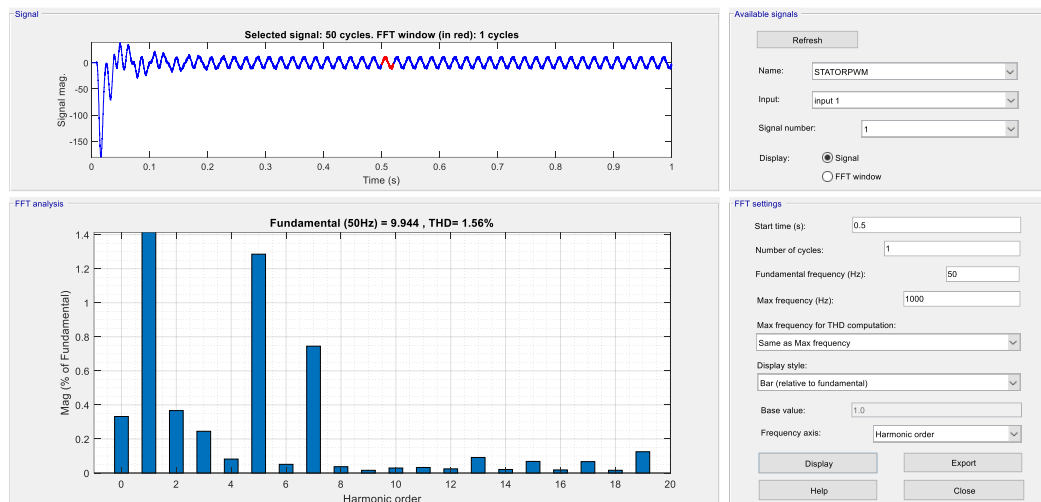 Signal
Selected signal: 50 cycles. FFT window (in red): 1 cycles
Signal mag.
0
-50
-100
-150
0 0.1 0.2 0.3 0.4 0.5 0.6 0.7 0.8 0.9 1
Time (s)
FFT analysis
Fundamental (50Hz) = 9.944 , THD= 1.56%
Mag (% of Fundamental)
1.4
1.2
1
0.8
0.6
0.4
0.2
0
0 2 4 6 8 10 12 14 16 18 20
Harmonic order
Available signals
Refresh
Name: STATORPWM
Input: input 1
Signal number: 1
Display: Signal
FFT window
FFT settings
Start time (s): 0.5
Number of cycles: 1
Fundamental frequency (Hz): 50
Max frequency (Hz): 1000
Max frequency for THD computation:
Same as Max frequency
Display style:
Bar (relative to fundamental)
Base value: 1.0
Frequency axis: Harmonic order
Display Export
Help Close